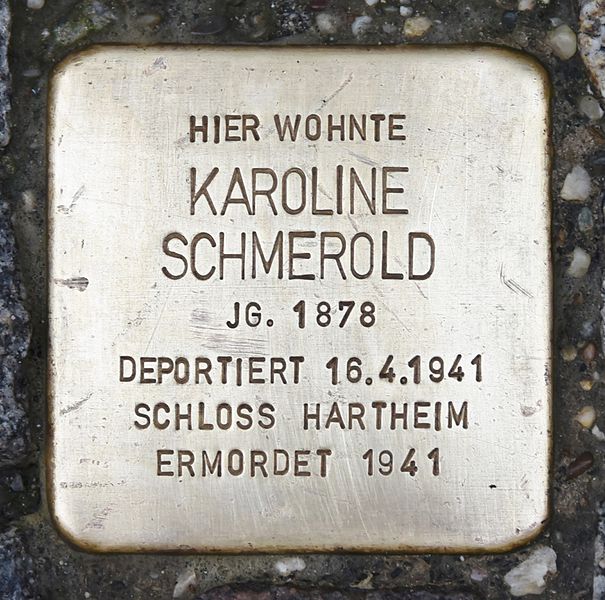 HIER WOHNTE
KAROLINE
SCHMEROLD
JG. 1878
DEPORTIERT 16.4.1941
SCHLOSS HARTHEIM
ERMORDET 1941